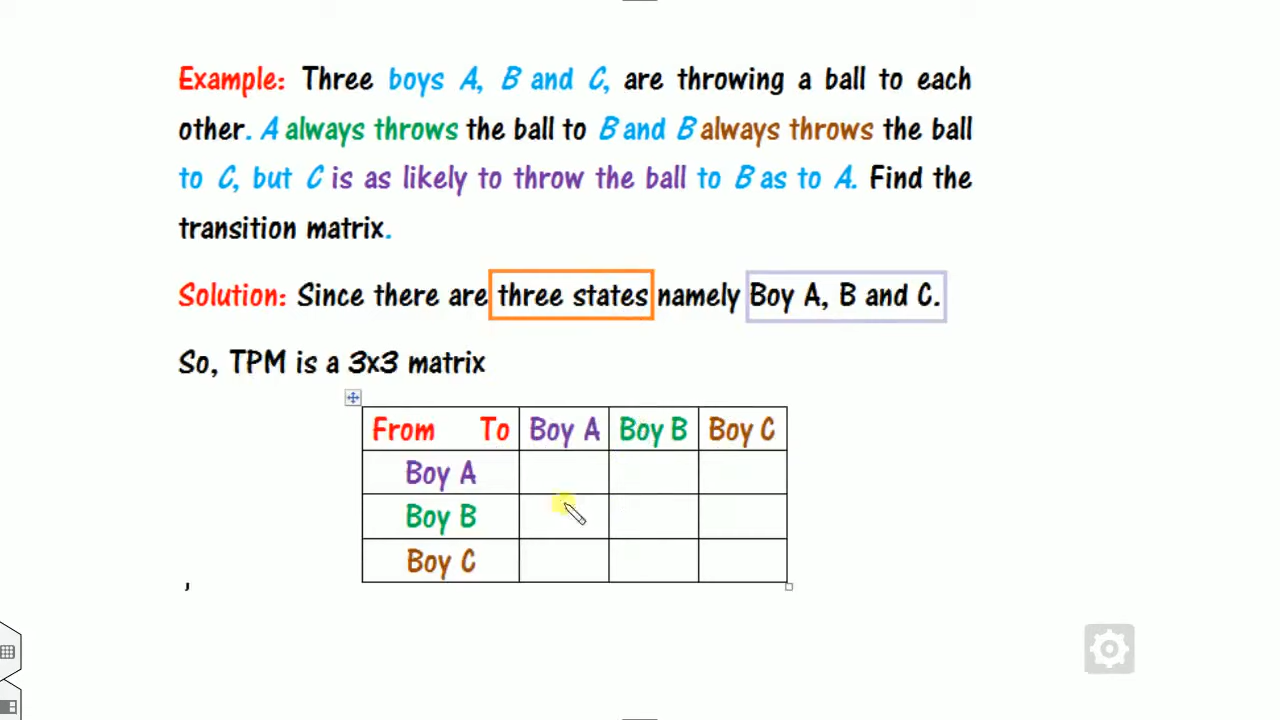 Example: Three boys A, B and C, are throwing a ball to each
other. A always throws the ball to B and B always throws the ball
to C, but C is as likely to throw the ball to B as to A. Find the
transition matrix.
Solution: Since there are three states namely Boy A, B and C.
So, TPM is a 3x3 matrix
From To Boy A Boy B Boy C
Boy A
Boy B
Boy C
,